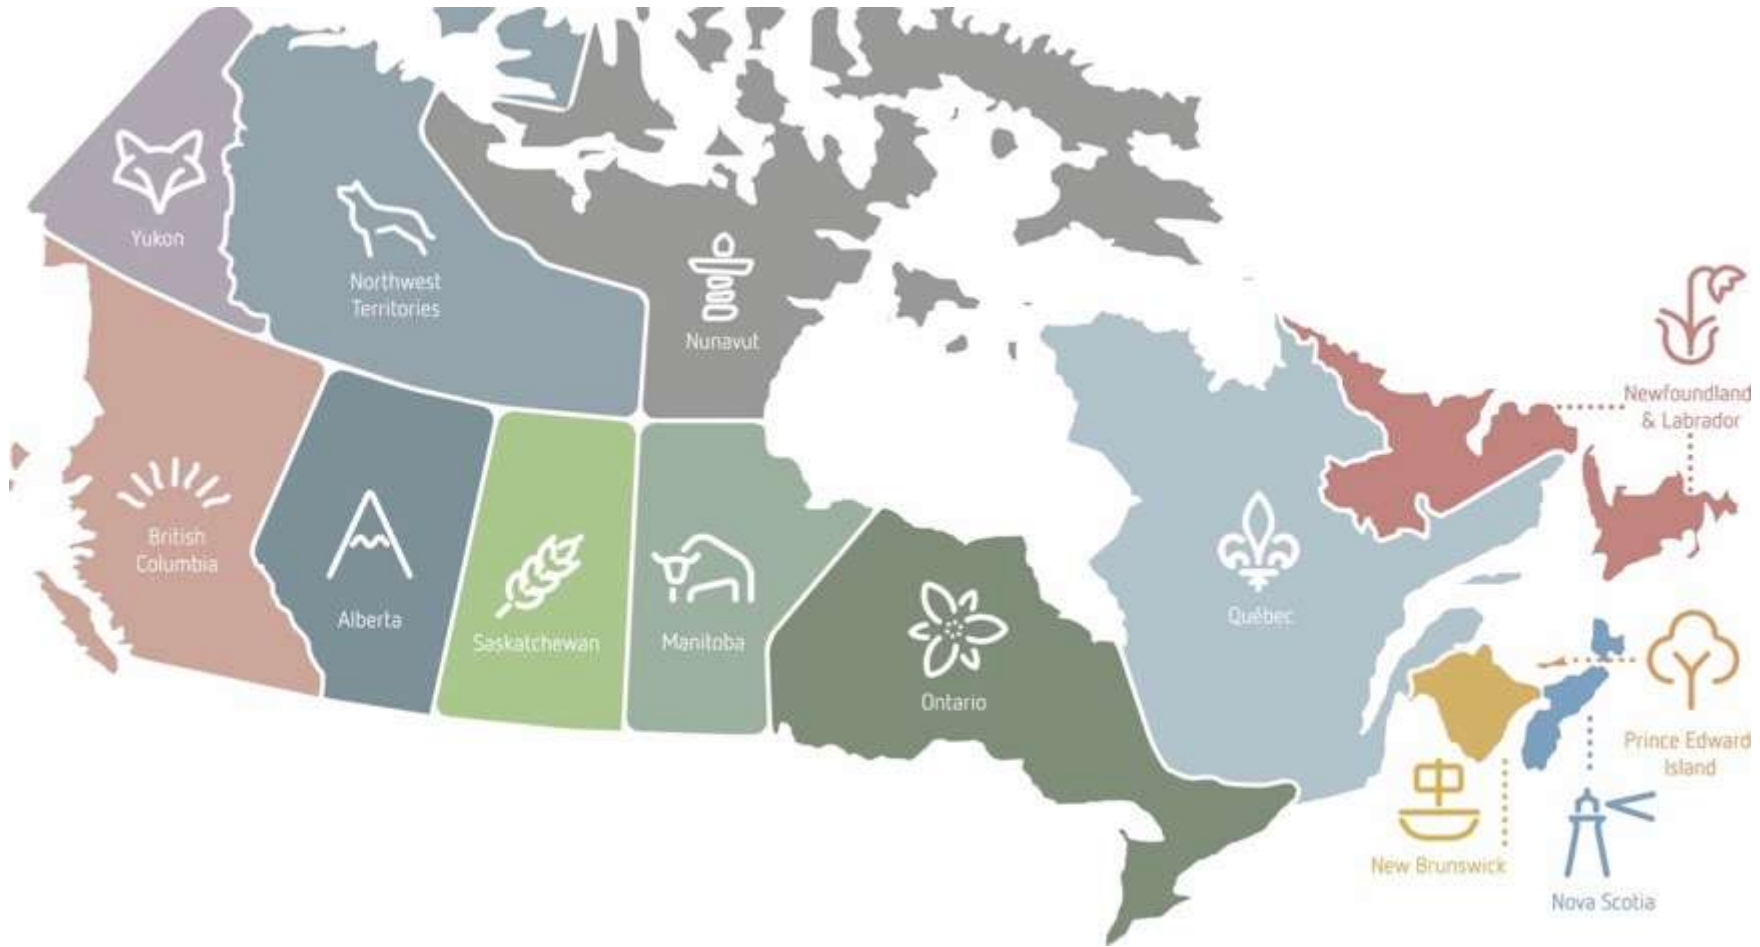 Yukon
Northwest
Territories
Nunavut
Newfoundland
& Labrador
British
Columbia
Alberta
Saskatchewan
Manitoba
Ontario
Québec
Prince Edward
Island
New Brunswick
Nova Scotia